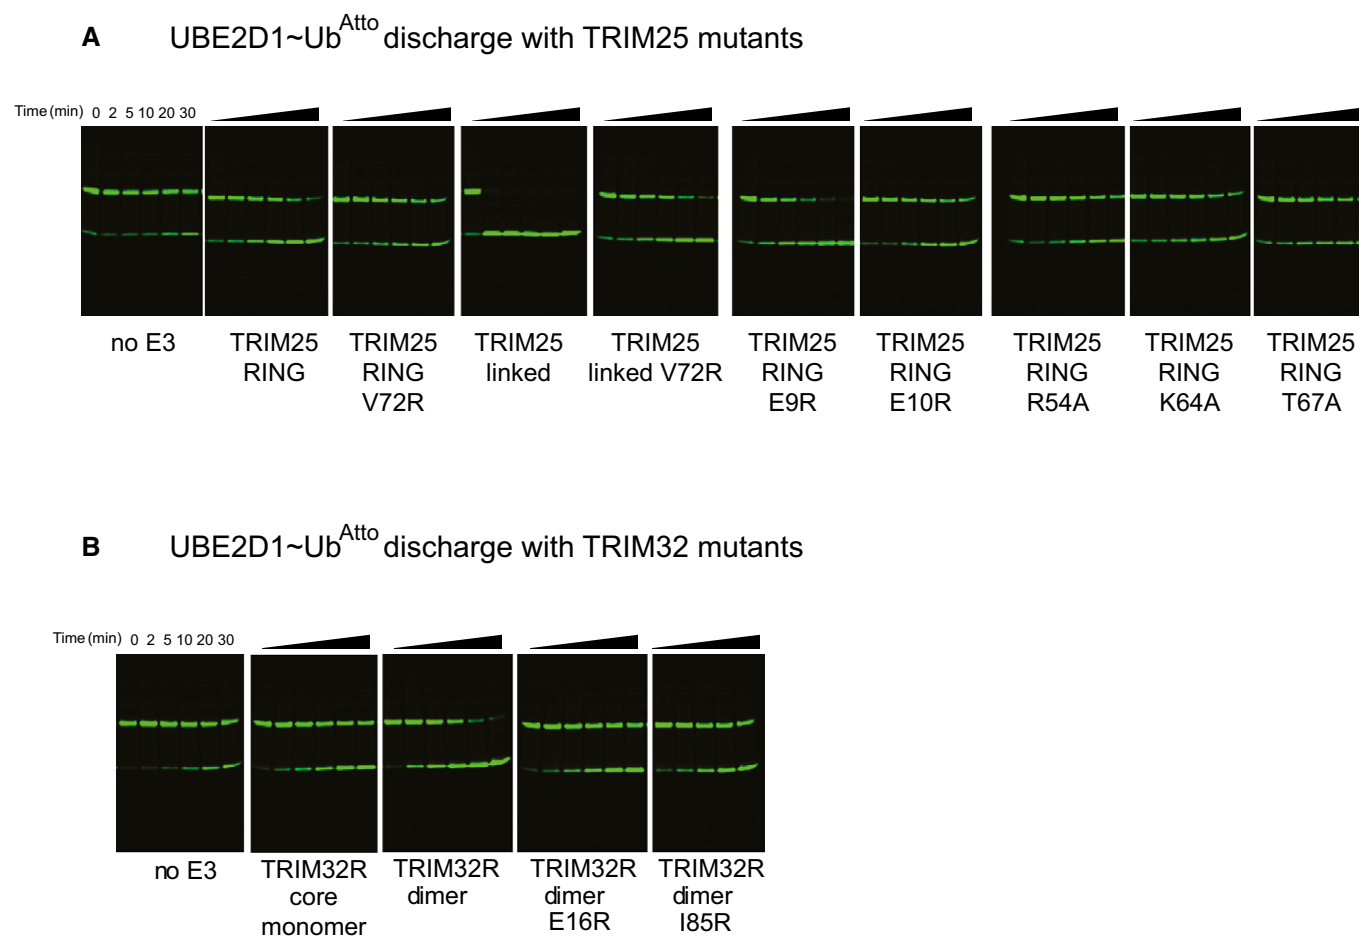 A UBE2D1~Ub^Atto discharge with TRIM25 mutants
Time (min) 0 2 5 10 20 30
no E3
TRIM25 RING
TRIM25 RING V72R
TRIM25 linked
TRIM25 linked V72R
TRIM25 RING E9R
TRIM25 RING E10R
TRIM25 RING R54A
TRIM25 RING K64A
TRIM25 RING T67A
B UBE2D1~Ub^Atto discharge with TRIM32 mutants
Time (min) 0 2 5 10 20 30
no E3
TRIM32R core monomer
TRIM32R dimer
TRIM32R dimer E16R
TRIM32R dimer I85R